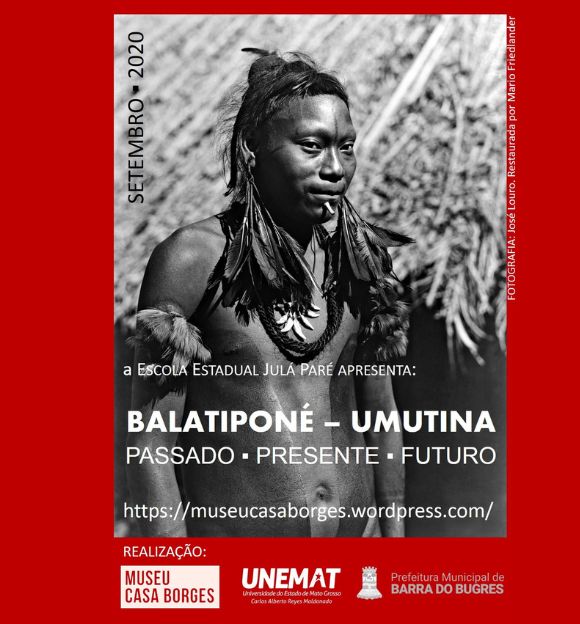 SETEMBRO ▪ 2020
FOTOGRAFIA: José Louro. Restaurada por Mario Friedlander
a ESCOLA ESTADUAL JULÁ PARÉ APRESENTA:
BALATIPONÉ – UMUTINA
PASSADO ▪ PRESENTE ▪ FUTURO
https://museucasaborges.wordpress.com/
REALIZAÇÃO:
MUSEU
CASA BORGES
UNEMAT
Universidade do Estado de Mato Grosso
Carlos Alberto Reyes Maldonado
Prefeitura Municipal de
BARRA DO BUGRES